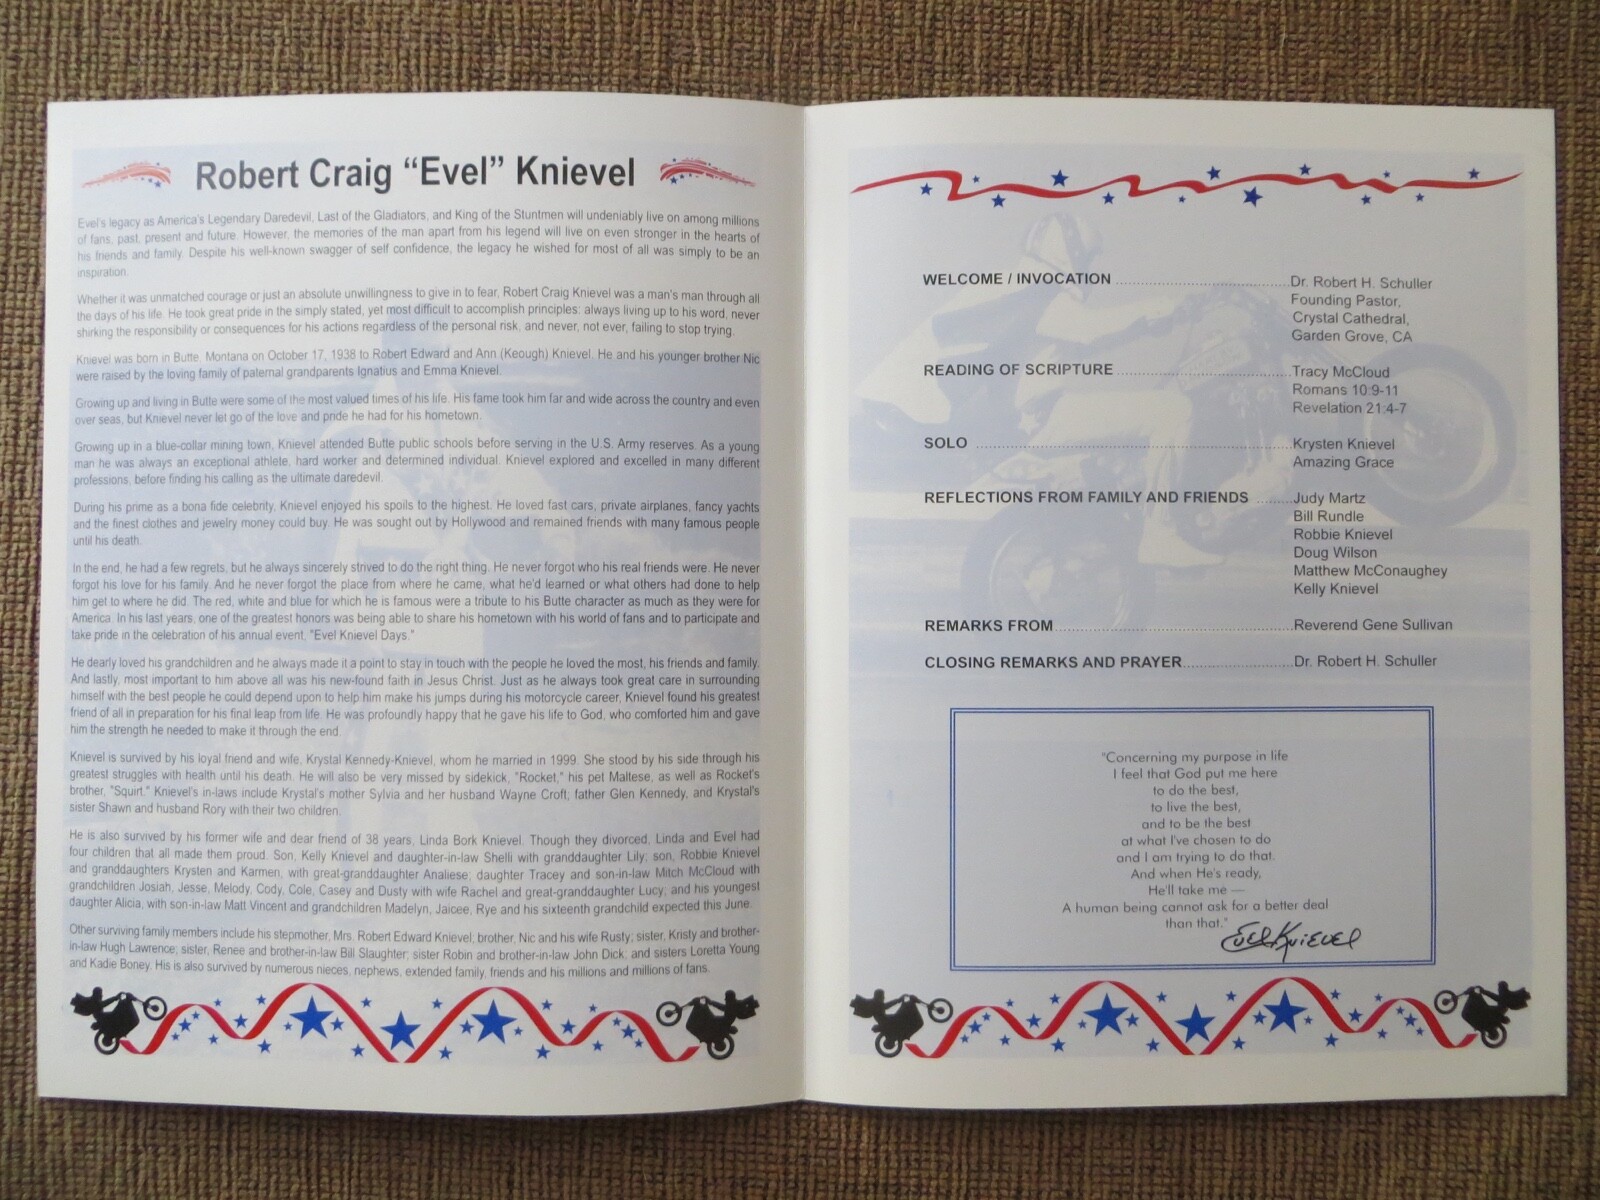 Robert Craig “Evel” Knievel
Evel's legacy as America's Legendary Daredevil, Last of the Gladiators, and King of the Stuntmen will undeniably live on among millions
of fans, past, present and future. However, the memories of the man apart from his legend will live on even stronger in the hearts of
his friends and family. Despite his well-known swagger of self confidence, the legacy he wished for most of all was simply to be an
inspiration.
Whether it was unmatched courage or just an absolute unwillingness to give in to fear, Robert Craig Knievel was a man's man through all
the days of his life. He took great pride in the simply stated, yet most difficult to accomplish principles: always living up to his word, never
shirking the responsibility or consequences for his actions regardless of the personal risk, and never, not ever, failing to stop trying.
Knievel was born in Butte, Montana on October 17, 1938 to Robert Edward and Ann (Keough) Knievel. He and his younger brother Nic
were raised by the loving family of paternal grandparents Ignatius and Emma Knievel.
Growing up and living in Butte were some of the most valued times of his life. His fame took him far and wide across the country and even
over seas, but Knievel never let go of the love and pride he had for his hometown.
Growing up in a blue-collar mining town, Knievel attended Butte public schools before serving in the U.S. Army reserves. As a young
man he was always an exceptional athlete, hard worker and determined individual. Knievel explored and excelled in many different
professions, before finding his calling as the ultimate daredevil.
During his prime as a bona fide celebrity, Knievel enjoyed his spoils to the highest. He loved fast cars, private airplanes, fancy yachts
and the finest clothes and jewelry money could buy. He was sought out by Hollywood and remained friends with many famous people
until his death.
In the end, he had a few regrets, but he always sincerely strived to do the right thing. He never forgot who his real friends were. He never
forgot his love for his family. And he never forgot the place from where he came, what he'd learned or what others had done to help
him get to where he did. The red, white and blue for which he is famous were a tribute to his Butte character as much as they were for
America. In his last years, one of the greatest honors was being able to share his hometown with his world of fans and to participate and
take pride in the celebration of his annual event, "Evel Knievel Days."
He dearly loved his grandchildren and he always made it a point to stay in touch with the people he loved the most, his friends and family.
And lastly, most important to him above all was his new-found faith in Jesus Christ. Just as he always took great care in surrounding
himself with the best people he could depend upon to help him make his jumps during his motorcycle career, Knievel found his greatest
friend of all in preparation for his final leap from life. He was profoundly happy that he gave his life to God, who comforted him and gave
him the strength he needed to make it through the end.
Knievel is survived by his loyal friend and wife, Krystal Kennedy-Knievel, whom he married in 1999. She stood by his side through his
greatest struggles with health until his death. He will also be very missed by sidekick, "Rocket," his pet Maltese, as well as Rocket's
brother, "Squirt." Knievel's in-laws include Krystal's mother Sylvia and her husband Wayne Croft; father Glen Kennedy, and Krystal's
sister Shawn and husband Rory with their two children.
He is also survived by his former wife and dear friend of 38 years, Linda Bork Knievel. Though they divorced, Linda and Evel had
four children that all made them proud. Son, Kelly Knievel and daughter-in-law Shelli with granddaughter Lily; son, Robbie Knievel
and granddaughters Krysten and Karmen, with great-granddaughter Analiese; daughter Tracey and son-in-law Mitch McCloud with
grandchildren Josiah, Jesse, Melody, Cody, Cole, Casey and Dusty with wife Rachel and great-granddaughter Lucy; and his youngest
daughter Alicia, with son-in-law Matt Vincent and grandchildren Madelyn, Jaicee, Rye and his sixteenth grandchild expected this June.
Other surviving family members include his stepmother, Mrs. Robert Edward Knievel; brother, Nic and his wife Rusty; sister, Kristy and brother-
in-law Hugh Lawrence; sister, Renee and brother-in-law Bill Slaughter; sister Robin and brother-in-law John Dick; and sisters Loretta Young
and Kadie Boney. His is also survived by numerous nieces, nephews, extended family, friends and his millions and millions of fans.
WELCOME / INVOCATION ........ Dr. Robert H. Schuller
Founding Pastor,
Crystal Cathedral,
Garden Grove, CA
READING OF SCRIPTURE ........ Tracy McCloud
Romans 10:9-11
Revelation 21:4-7
SOLO ........ Krysten Knievel
Amazing Grace
REFLECTIONS FROM FAMILY AND FRIENDS ........ Judy Martz
Bill Rundle
Robbie Knievel
Doug Wilson
Matthew McConaughey
Kelly Knievel
REMARKS FROM ........ Reverend Gene Sullivan
CLOSING REMARKS AND PRAYER ........ Dr. Robert H. Schuller
"Concerning my purpose in life
I feel that God put me here
to do the best,
to live the best,
and to be the best
at what I've chosen to do
and I am trying to do that.
And when He's ready,
He'll take me —
A human being cannot ask for a better deal
than that."
Evel Knievel